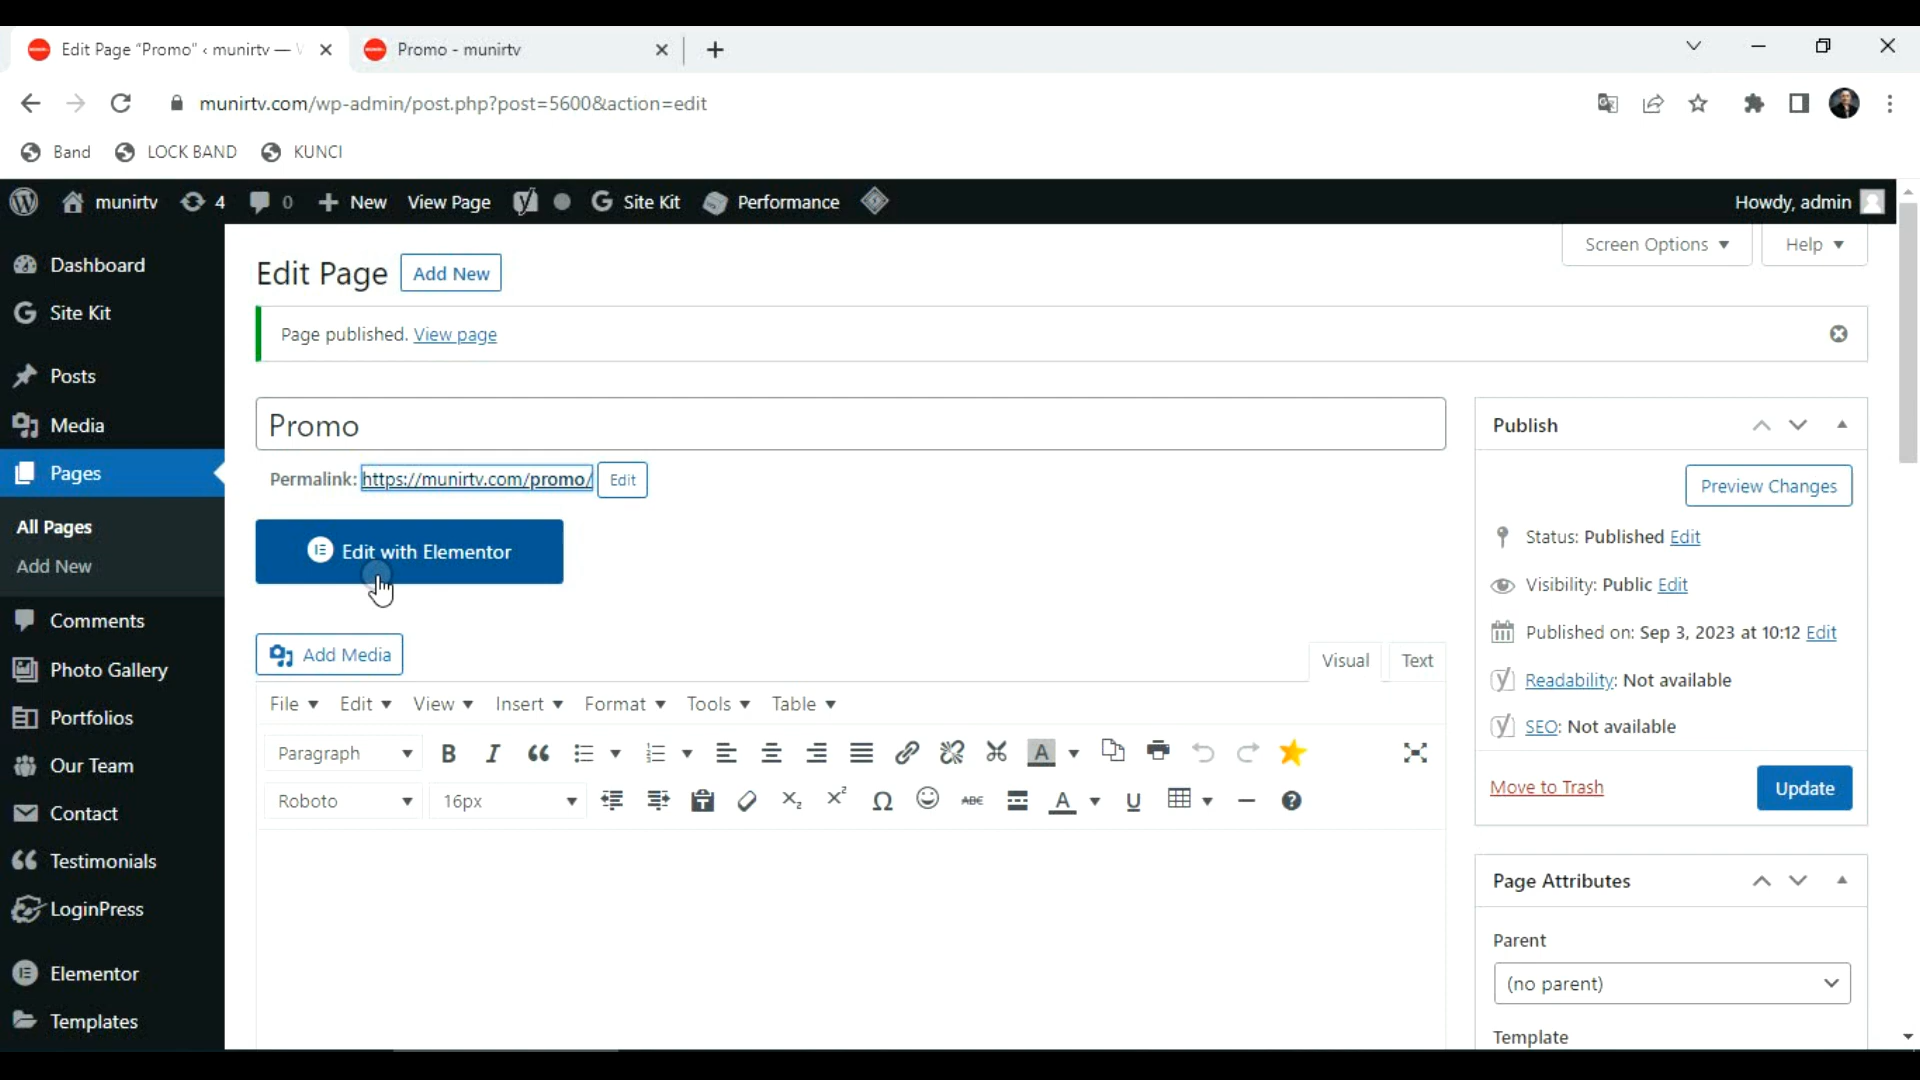 Edit Page “Promo” ‹ munirtv —
Promo - munirtv
munirtv.com/wp-admin/post.php?post=5600&action=edit
Band
LOCK BAND
KUNCI
munirtv
4
0
New
View Page
Site Kit
Performance
Howdy, admin
Dashboard
Site Kit
Posts
Media
Pages
All Pages
Add New
Comments
Photo Gallery
Portfolios
Our Team
Contact
Testimonials
LoginPress
Elementor
Templates
Screen Options
Help
Edit Page
Add New
Page published. View page
Promo
Permalink: https://munirtv.com/promo/ Edit
Edit with Elementor
Add Media
Visual
Text
File
Edit
View
Insert
Format
Tools
Table
Paragraph
Roboto
16px
ABC
Publish
Preview Changes
Status: Published Edit
Visibility: Public Edit
Published on: Sep 3, 2023 at 10:12 Edit
Readability: Not available
SEO: Not available
Move to Trash
Update
Page Attributes
Parent
(no parent)
Template